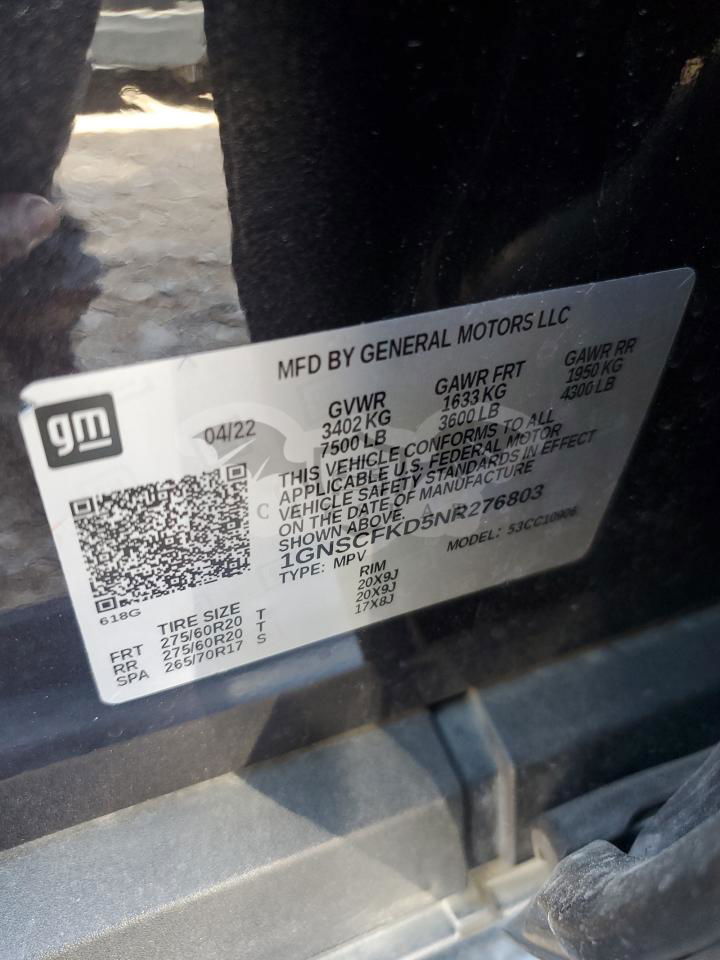 MFD BY GENERAL MOTORS LLC
gm
04/22
GVWR GAWR FRT GAWR RR
3402 KG 1633 KG 1950 KG
7500 LB 3600 LB 4300 LB
THIS VEHICLE CONFORMS TO ALL
APPLICABLE U.S. FEDERAL MOTOR
VEHICLE SAFETY STANDARDS IN EFFECT
ON THE DATE OF MANUFACTURE
SHOWN ABOVE.
1GNSCFKD5NR276803
TYPE: MPV MODEL: 53CC10906
618G
TIRE SIZE RIM
FRT 275/60R20 T 20X9J
RR 275/60R20 T 20X9J
SPA 265/70R17 S 17X8J